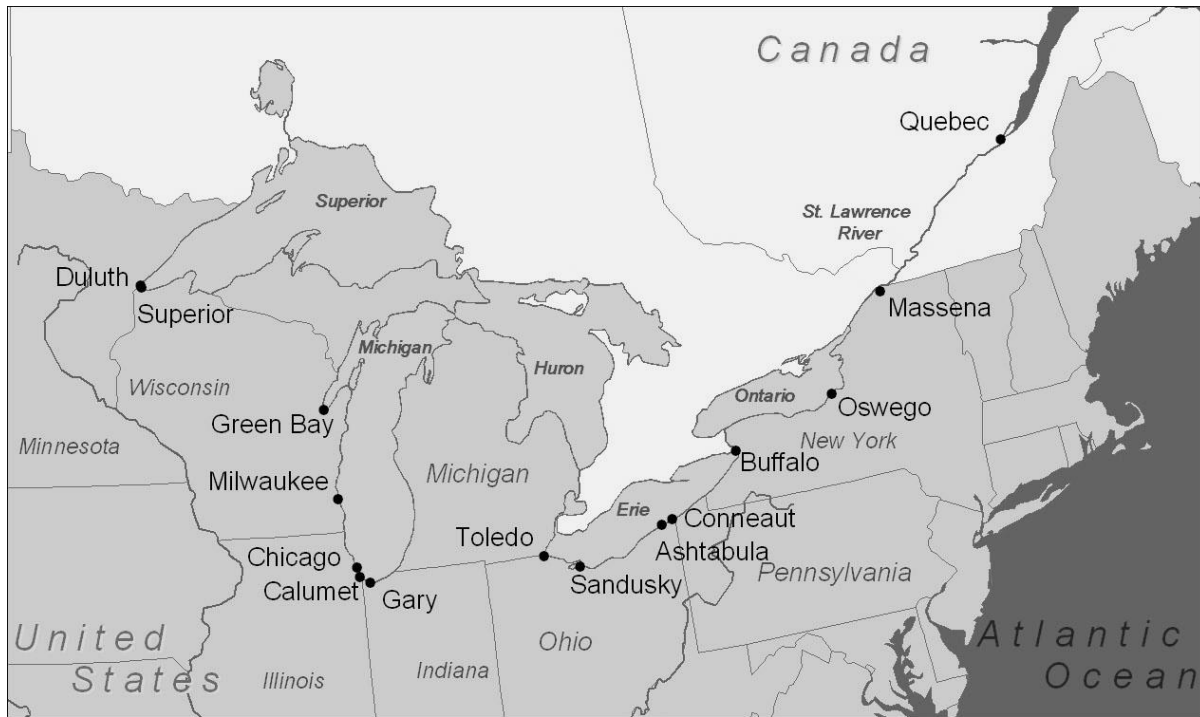 Canada
Quebec
Superior
St. Lawrence
River
Duluth
Superior
Massena
Michigan
Huron
Wisconsin
Ontario
Green Bay
Oswego
Minnesota
New York
Michigan
Buffalo
Milwaukee
Erie
Conneaut
Toledo
Ashtabula
Chicago
Sandusky
Pennsylvania
Calumet
Gary
United
States
Ohio
Atlantic
Ocean
Illinois
Indiana